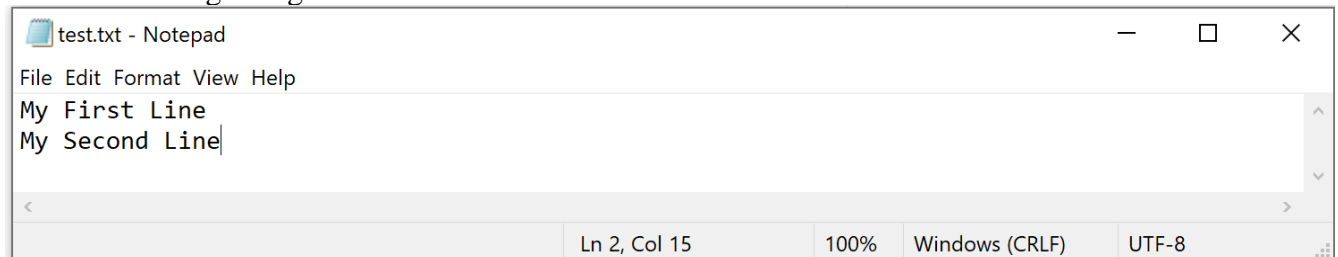 test.txt - Notepad
File Edit Format View Help
My First Line
My Second Line
Ln 2, Col 15 100% Windows (CRLF) UTF-8